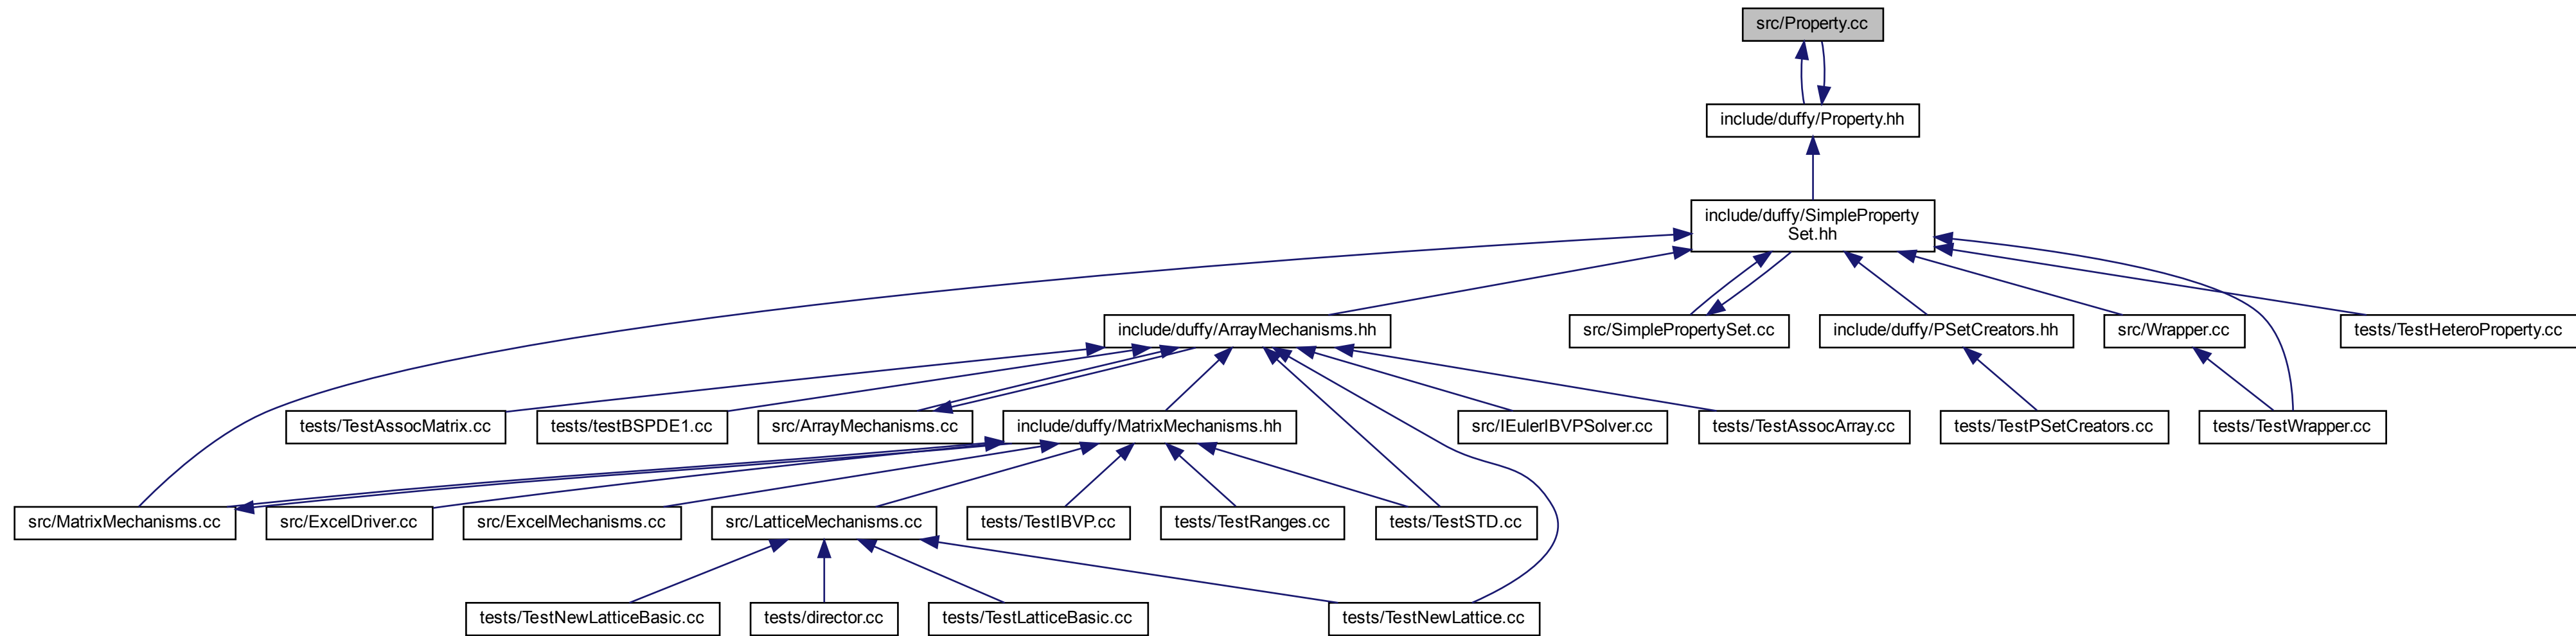 src/Property.cc
include/duffy/Property.hh
include/duffy/SimpleProperty
Set.hh
include/duffy/ArrayMechanisms.hh
src/SimplePropertySet.cc
include/duffy/PSetCreators.hh
src/Wrapper.cc
tests/TestHeteroProperty.cc
tests/TestAssocMatrix.cc
tests/testBSPDE1.cc
src/ArrayMechanisms.cc
include/duffy/MatrixMechanisms.hh
src/IEulerIBVPSolver.cc
tests/TestAssocArray.cc
tests/TestPSetCreators.cc
tests/TestWrapper.cc
src/MatrixMechanisms.cc
src/ExcelDriver.cc
src/ExcelMechanisms.cc
src/LatticeMechanisms.cc
tests/TestIBVP.cc
tests/TestRanges.cc
tests/TestSTD.cc
tests/TestNewLatticeBasic.cc
tests/director.cc
tests/TestLatticeBasic.cc
tests/TestNewLattice.cc